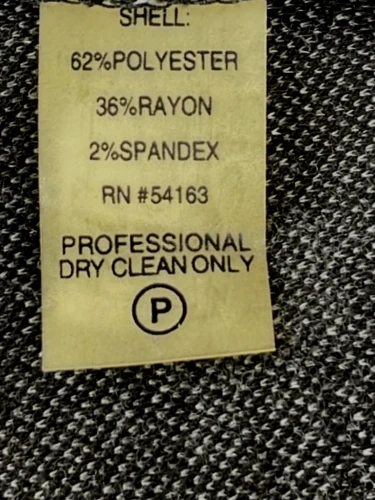 SHELL:
62%POLYESTER
36%RAYON
2%SPANDEX
RN #54163
PROFESSIONAL
DRY CLEAN ONLY
P